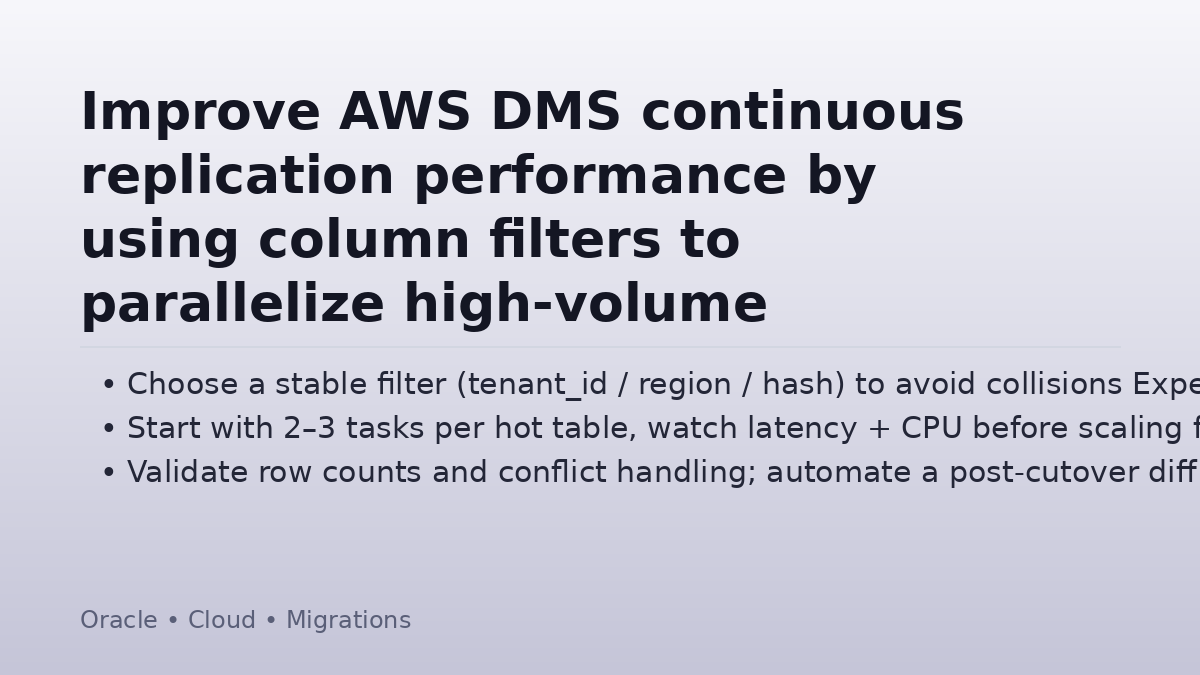 Improve AWS DMS continuous
replication performance by
using column filters to
parallelize high-volume
• Choose a stable filter (tenant_id / region / hash) to avoid collisions
• Start with 2–3 tasks per hot table, watch latency + CPU before scaling
• Validate row counts and conflict handling; automate a post-cutover diff
Oracle • Cloud • Migrations